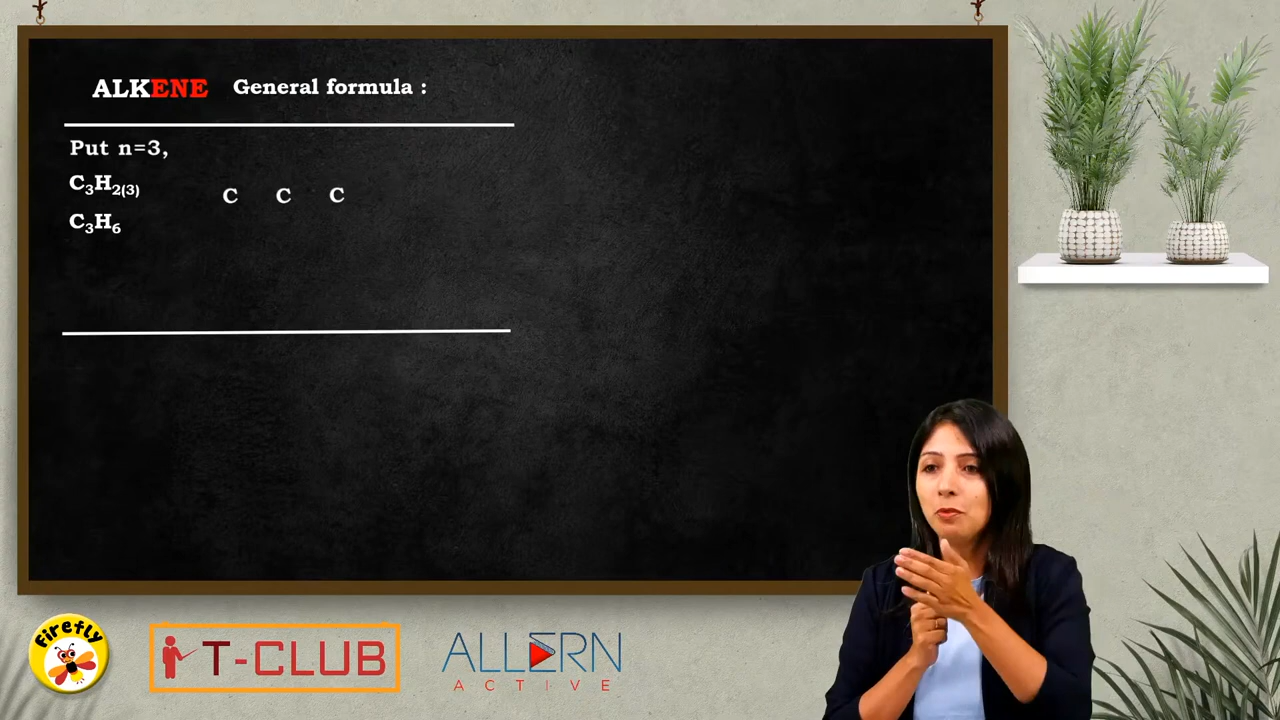 ALKENE General formula :
Put n=3,
C₃H₂₍₃₎
C C C
C₃H₆
firefly
T-CLUB
ALLERN
ACTIVE